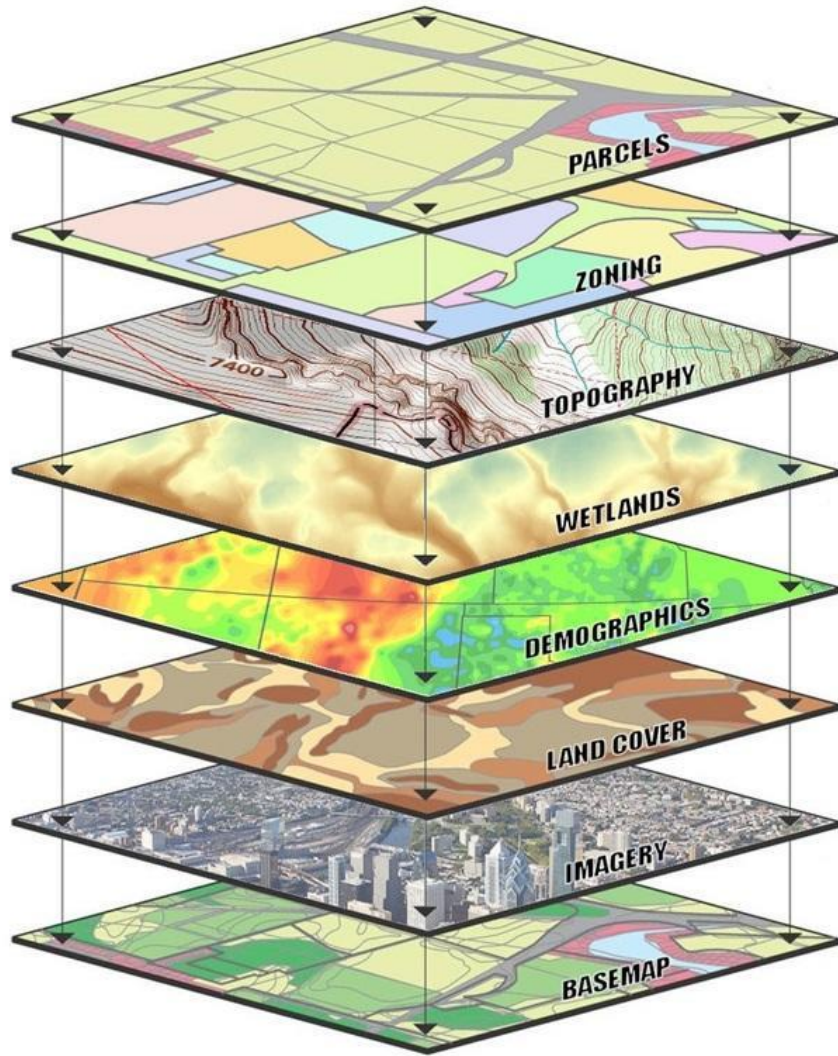 PARCELS
ZONING
7400
TOPOGRAPHY
WETLANDS
DEMOGRAPHICS
LAND COVER
IMAGERY
BASEMAP